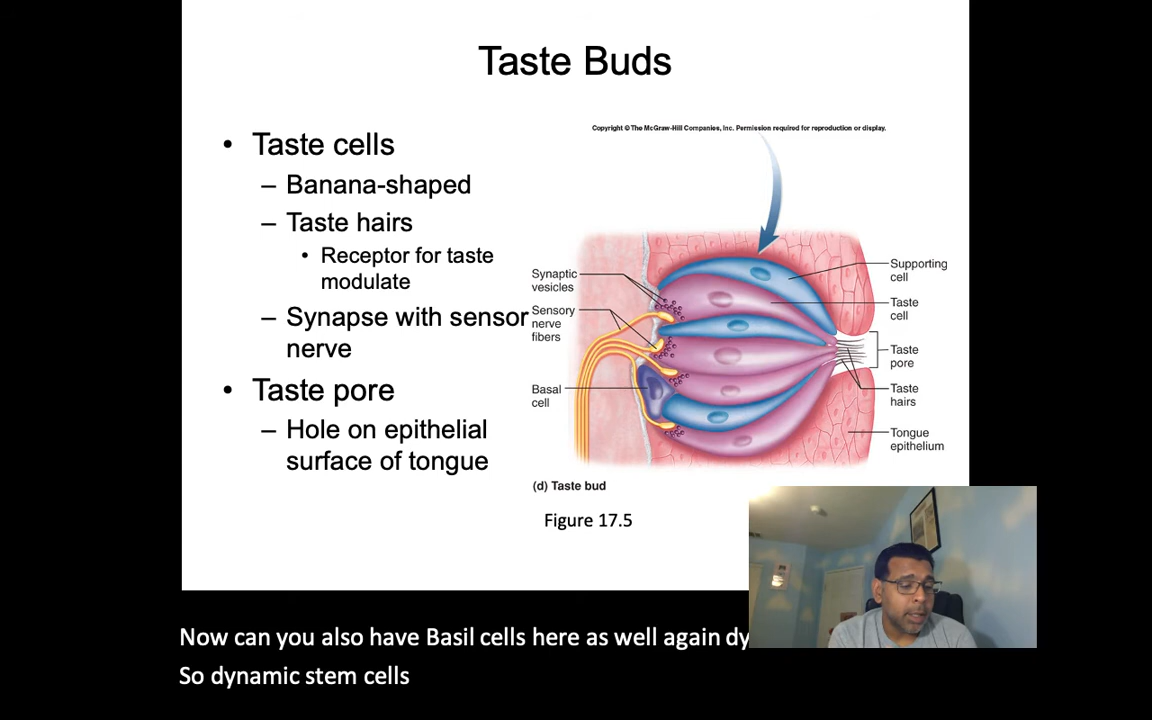 Taste Buds
• Taste cells
– Banana-shaped
– Taste hairs
• Receptor for taste
modulate
– Synapse with sensor
nerve
• Taste pore
– Hole on epithelial
surface of tongue
Copyright © The McGraw-Hill Companies, Inc. Permission required for reproduction or display.
Synaptic
vesicles
Sensory
nerve
fibers
Basal
cell
Supporting
cell
Taste
cell
Taste
pore
Taste
hairs
Tongue
epithelium
(d) Taste bud
Figure 17.5
Now can you also have Basil cells here as well again dy
So dynamic stem cells